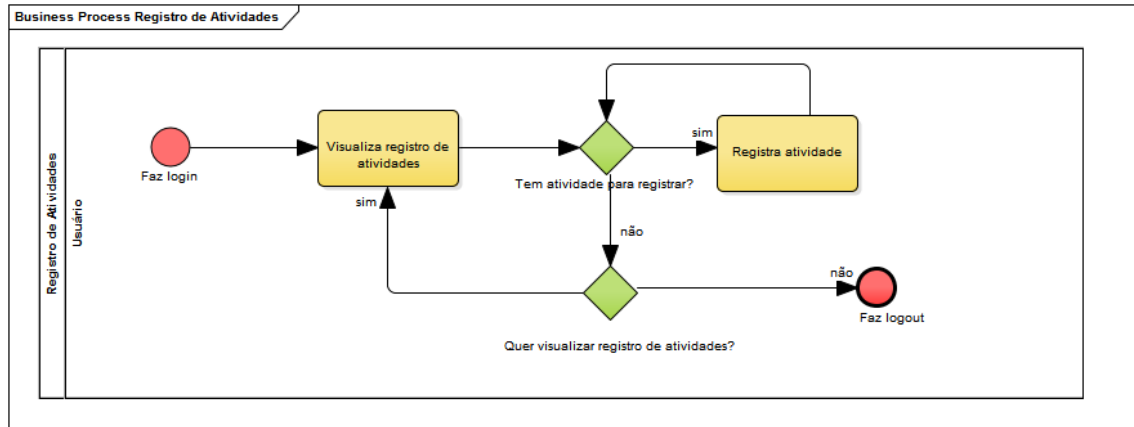 Business Process Registro de Atividades
Registro de Atividades
Usuário
Faz login
Visualiza registro de
atividades
sim
Tem atividade para registrar?
sim
Registra atividade
não
Quer visualizar registro de atividades?
não
Faz logout